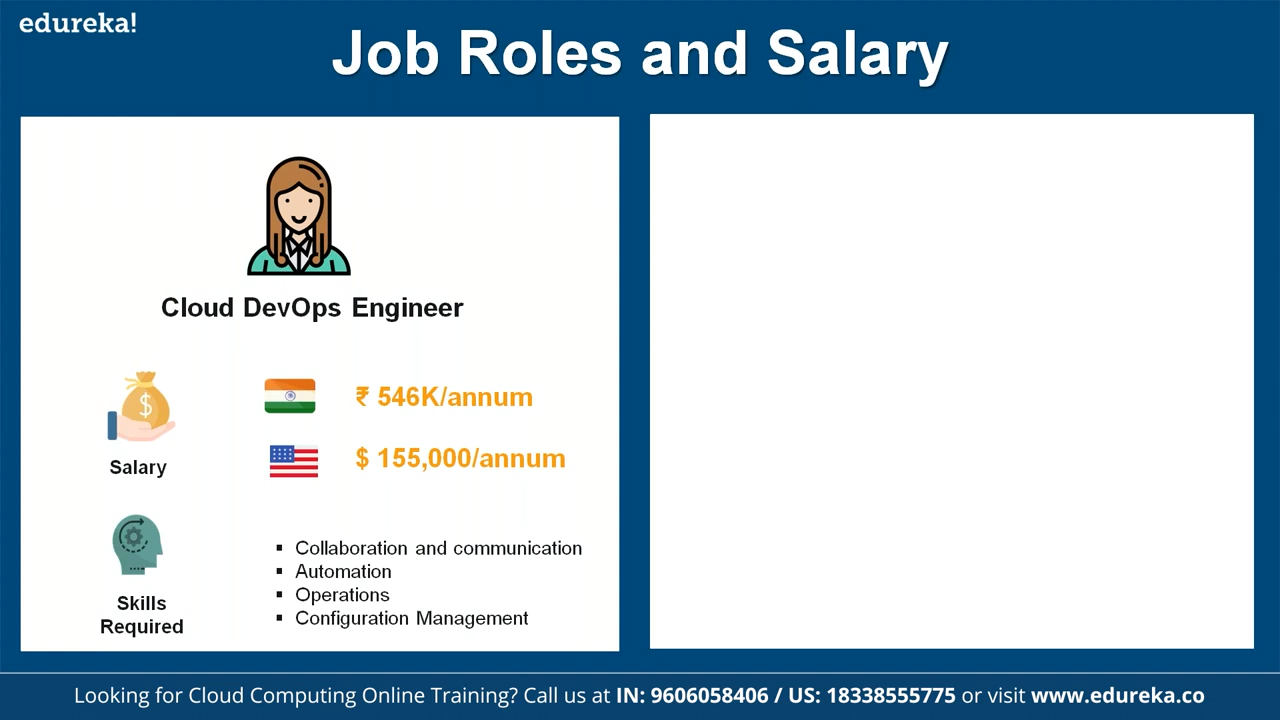 edureka!
Job Roles and Salary
Cloud DevOps Engineer
₹ 546K/annum
$ 155,000/annum
$
Salary
▪ Collaboration and communication
▪ Automation
▪ Operations
▪ Configuration Management
Skills
Required
Looking for Cloud Computing Online Training? Call us at IN: 9606058406 / US: 18338555775 or visit www.edureka.co